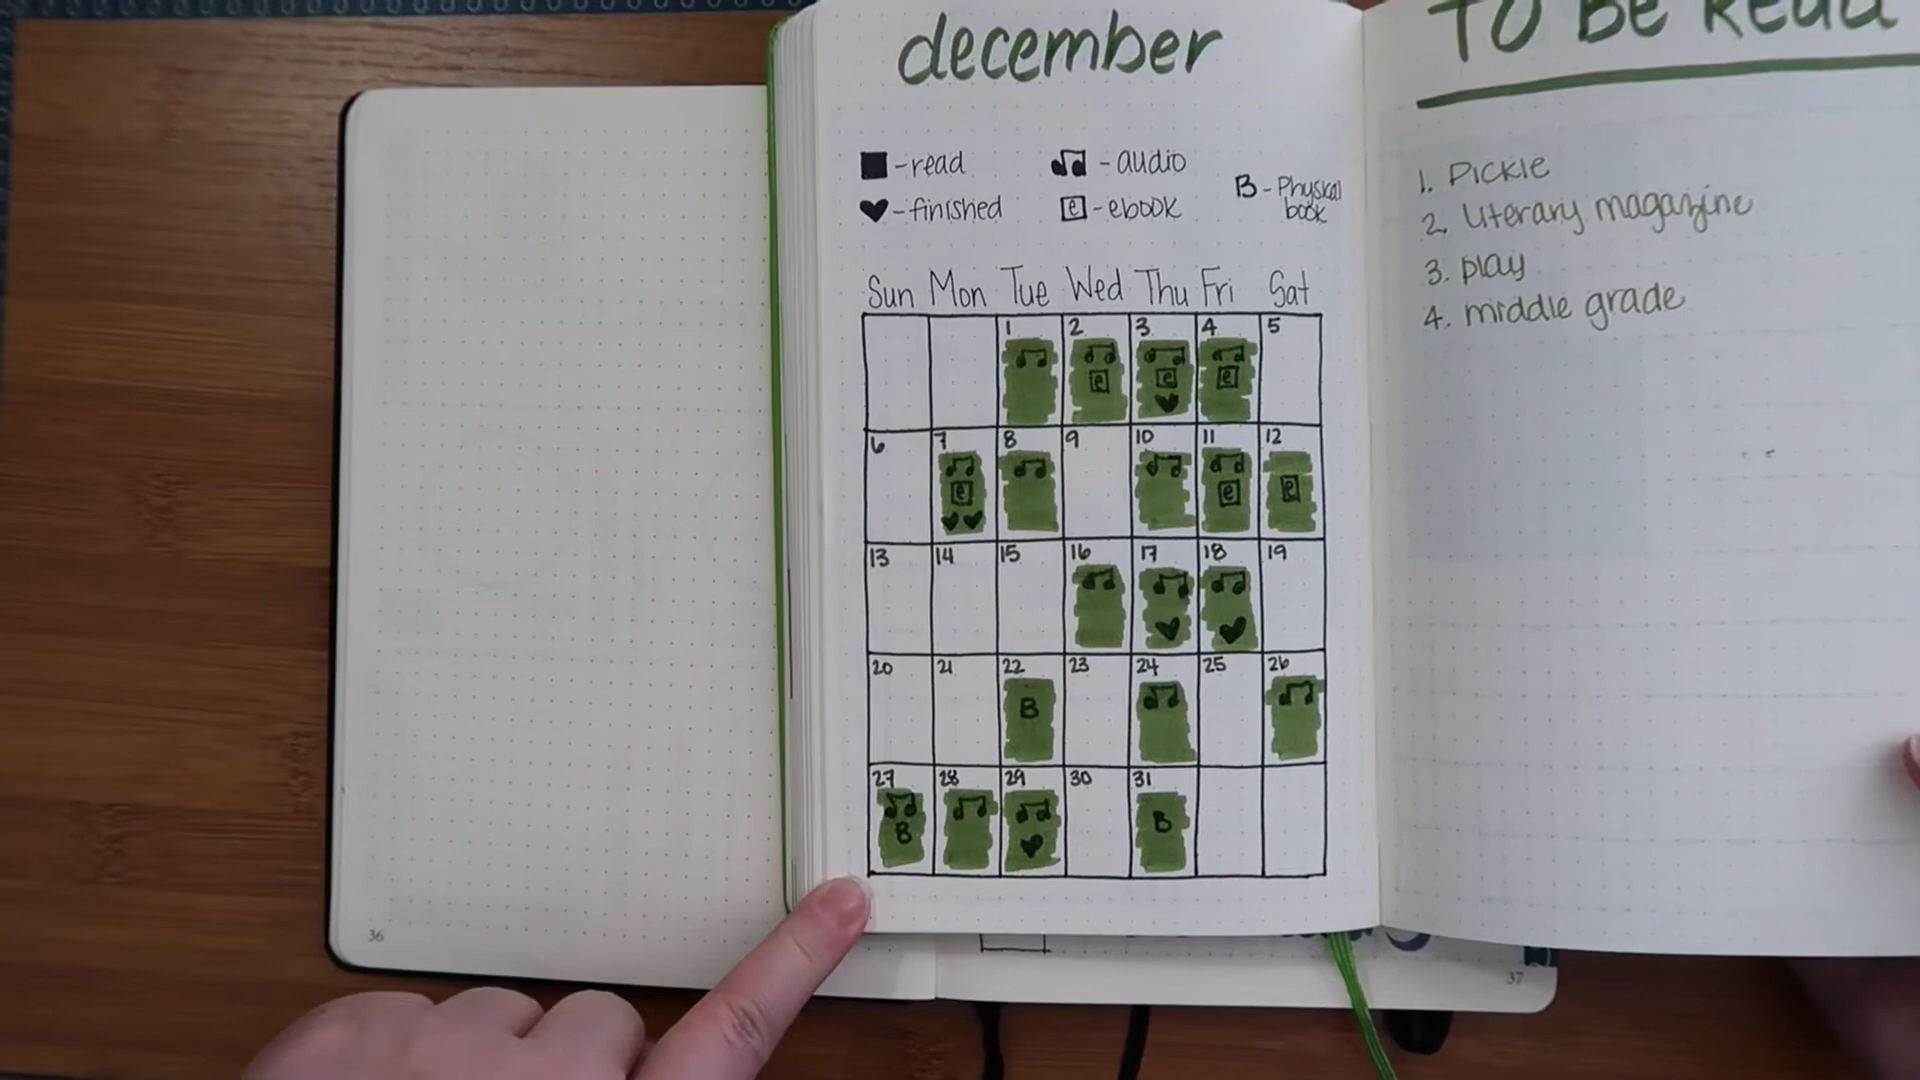 december
■ - read
♥ - finished
♫ - audio
e - ebook
B - Physical
book
Sun Mon Tue Wed Thu Fri Sat
1 2 3 4 5
e e e
6 7 8 9 10 11 12
e e e
13 14 15 16 17 18 19
20 21 22 23 24 25 26
B
27 28 29 30 31
B B
To Be Read
1. Pickle
2. literary magazine
3. play
4. middle grade
36
37